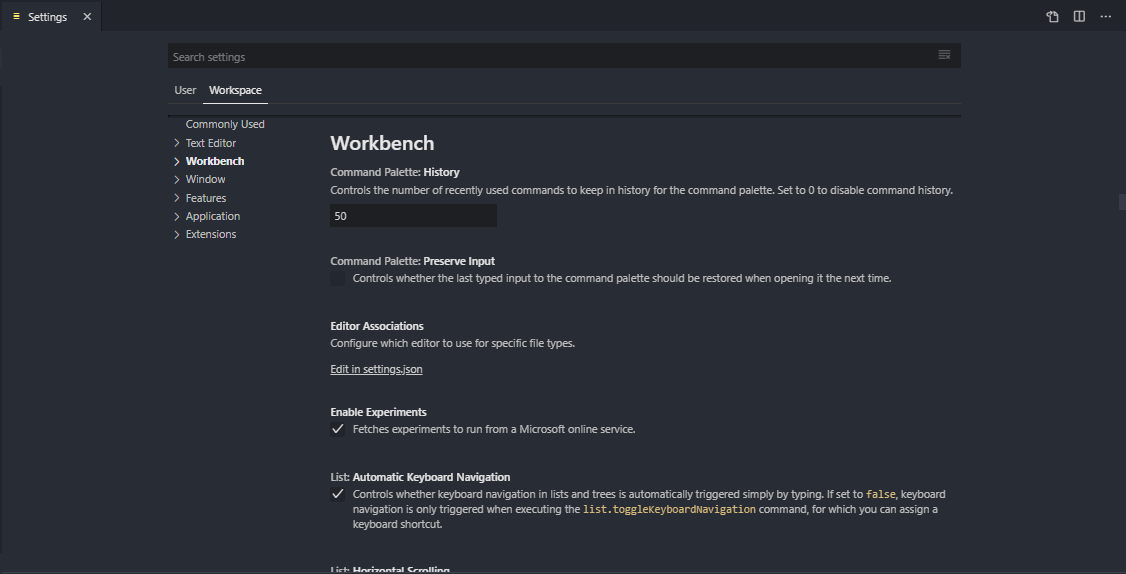 Settings
Search settings
User Workspace
Commonly Used
Text Editor
Workbench
Window
Features
Application
Extensions
Workbench
Command Palette: History
Controls the number of recently used commands to keep in history for the command palette. Set to 0 to disable command history.
50
Command Palette: Preserve Input
Controls whether the last typed input to the command palette should be restored when opening it the next time.
Editor Associations
Configure which editor to use for specific file types.
Edit in settings.json
Enable Experiments
Fetches experiments to run from a Microsoft online service.
List: Automatic Keyboard Navigation
Controls whether keyboard navigation in lists and trees is automatically triggered simply by typing. If set to false, keyboard
navigation is only triggered when executing the list.toggleKeyboardNavigation command, for which you can assign a
keyboard shortcut.
List: Horizontal Scrolling